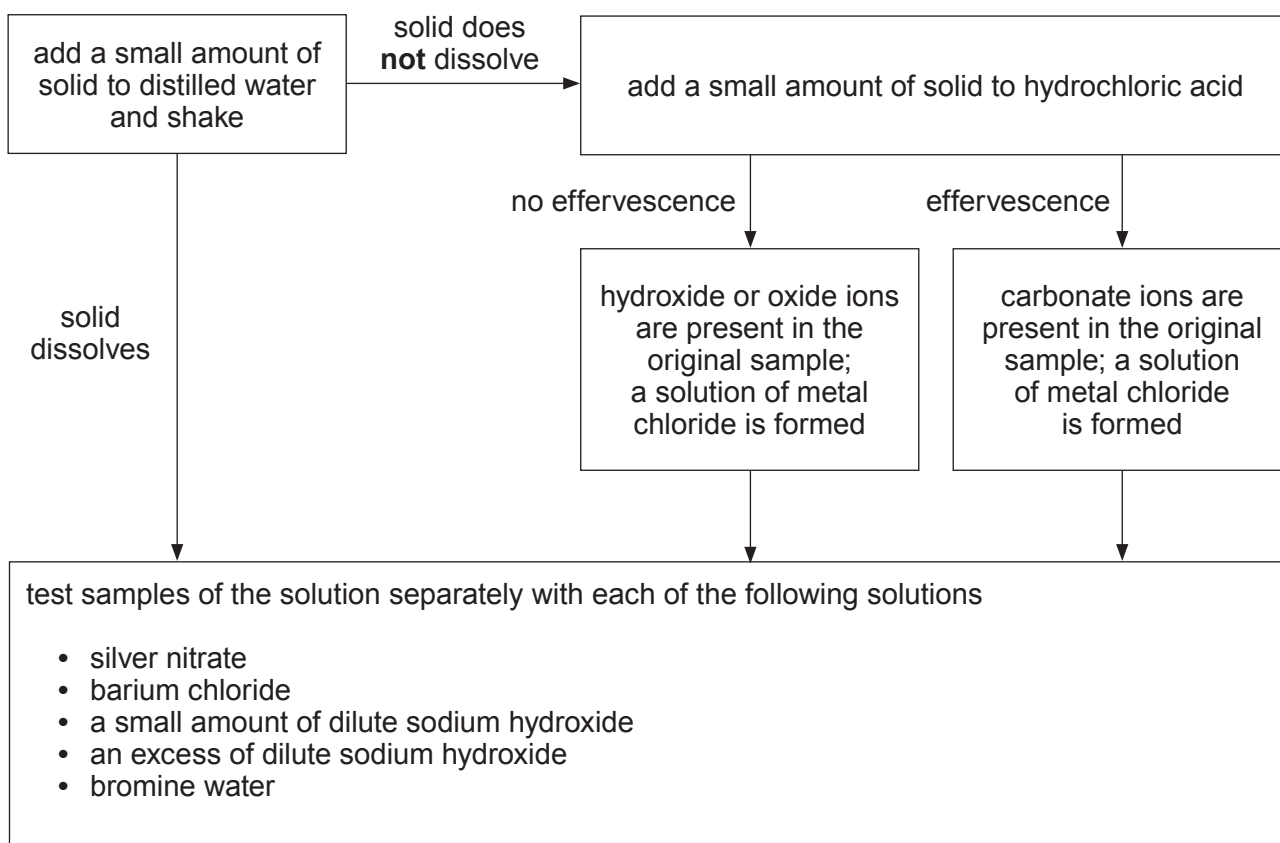 add a small amount of
solid to distilled water
and shake
solid does
not dissolve
add a small amount of solid to hydrochloric acid
no effervescence
effervescence
solid
dissolves
hydroxide or oxide ions
are present in the
original sample;
a solution of metal
chloride is formed
carbonate ions are
present in the original
sample; a solution
of metal chloride
is formed
test samples of the solution separately with each of the following solutions
• silver nitrate
• barium chloride
• a small amount of dilute sodium hydroxide
• an excess of dilute sodium hydroxide
• bromine water